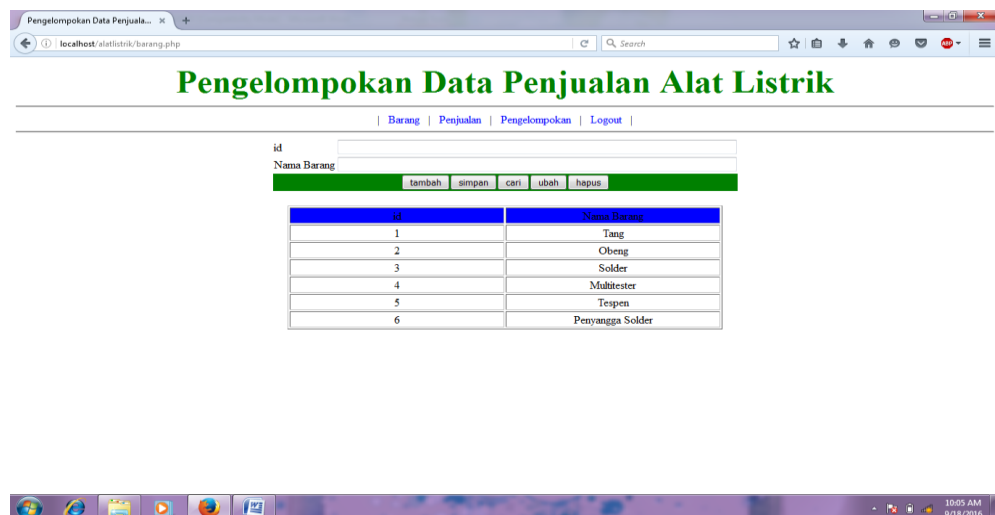 Pengelompokan Data Penjuala... × +
localhost/alatlistrik/barang.php
Search
ABP
Pengelompokan Data Penjualan Alat Listrik
| Barang | Penjualan | Pengelompokan | Logout |
id
Nama Barang
tambah simpan cari ubah hapus
id Nama Barang
1 Tang
2 Obeng
3 Solder
4 Multitester
5 Tespen
6 Penyangga Solder
10:05 AM
9/18/2016